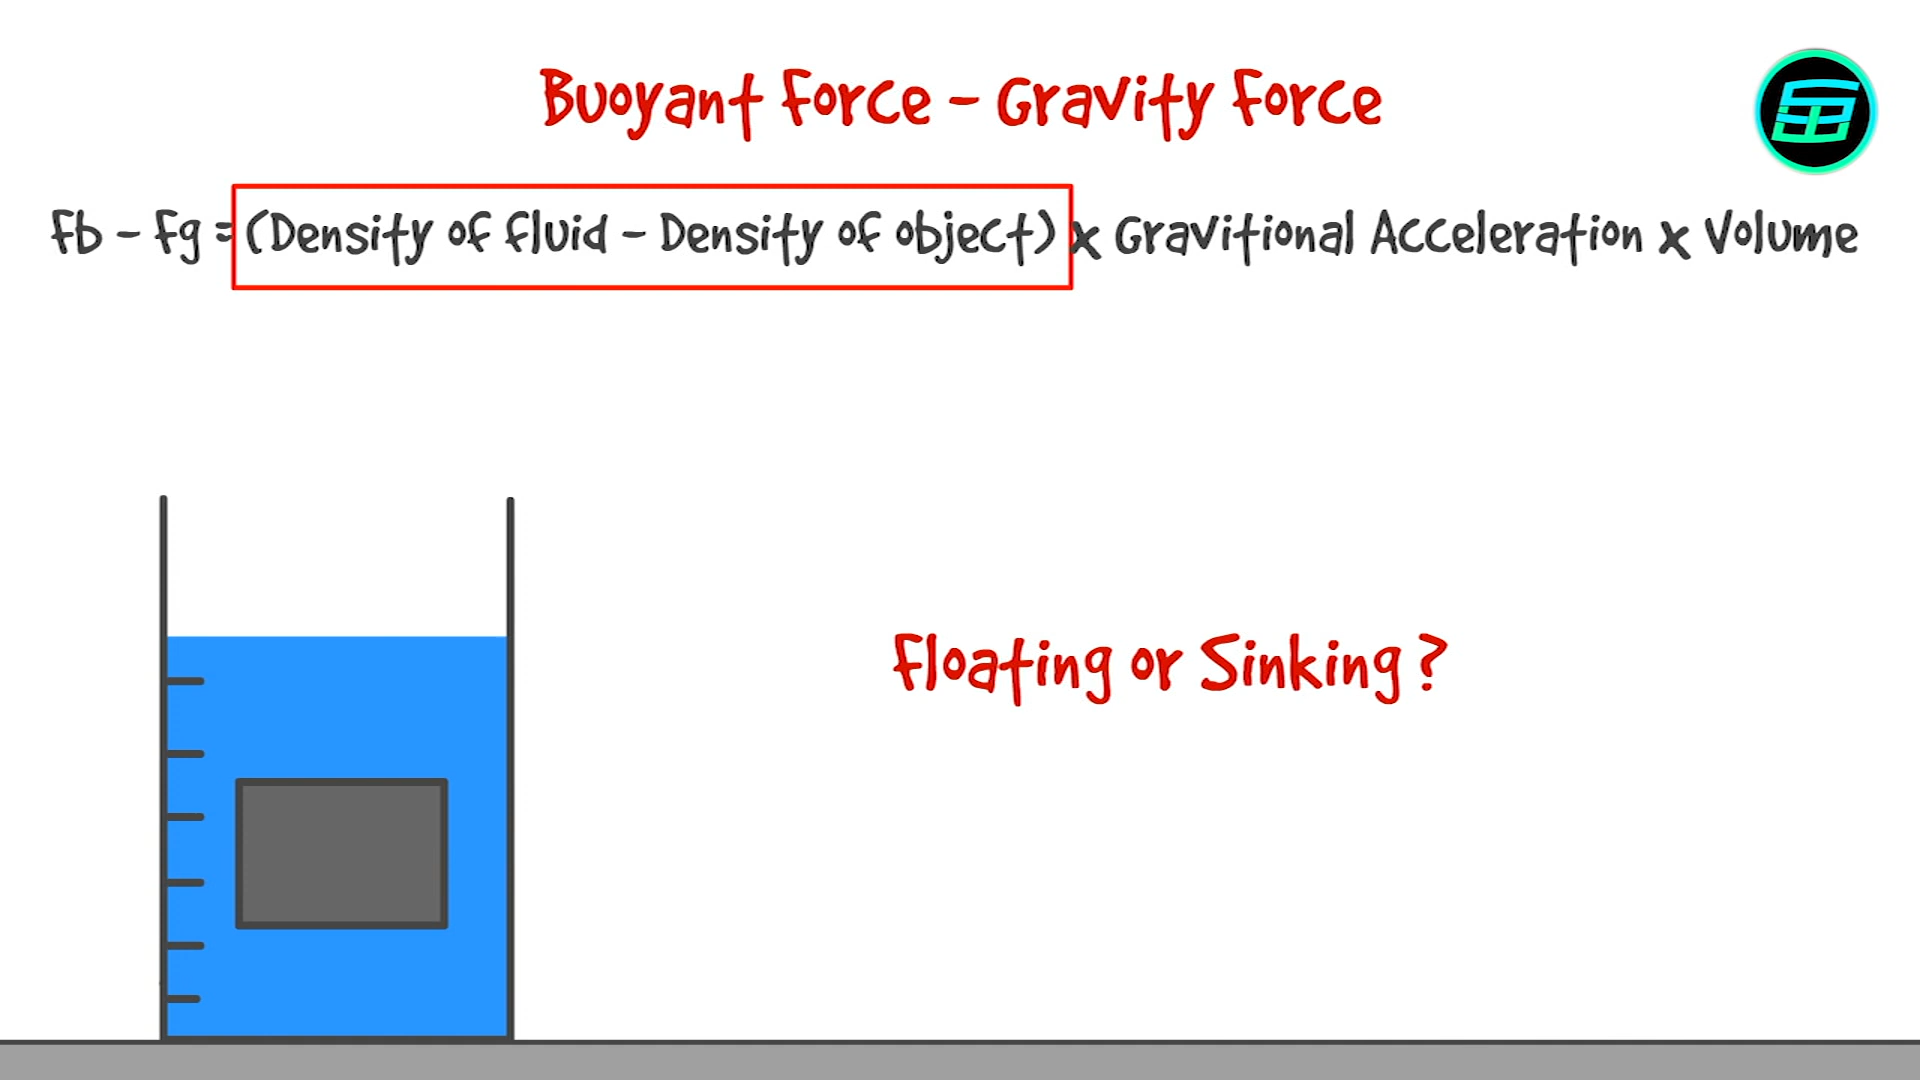 Buoyant Force - Gravity Force
Fb - Fg = (Density of fluid - Density of object) x Gravitional Acceleration x Volume
Floating or Sinking ?